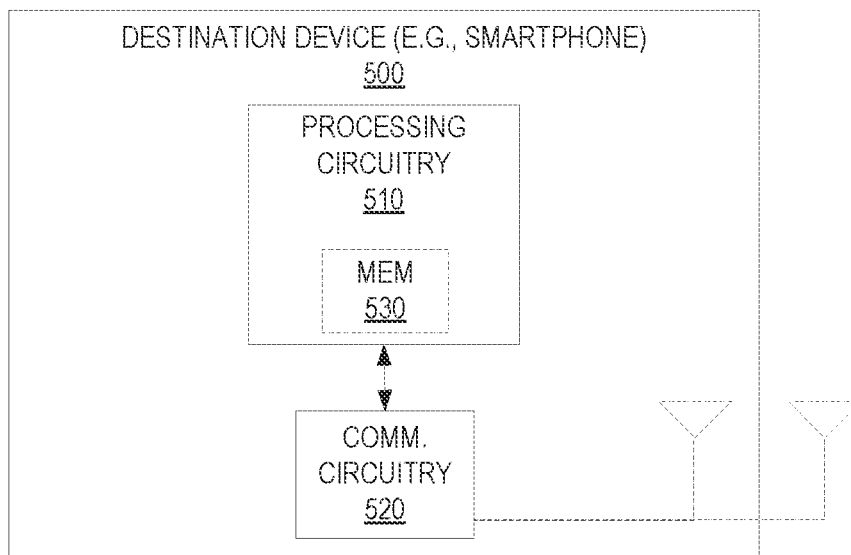 DESTINATION DEVICE (E.G., SMARTPHONE)
500
PROCESSING
CIRCUITRY
510
MEM
530
COMM.
CIRCUITRY
520